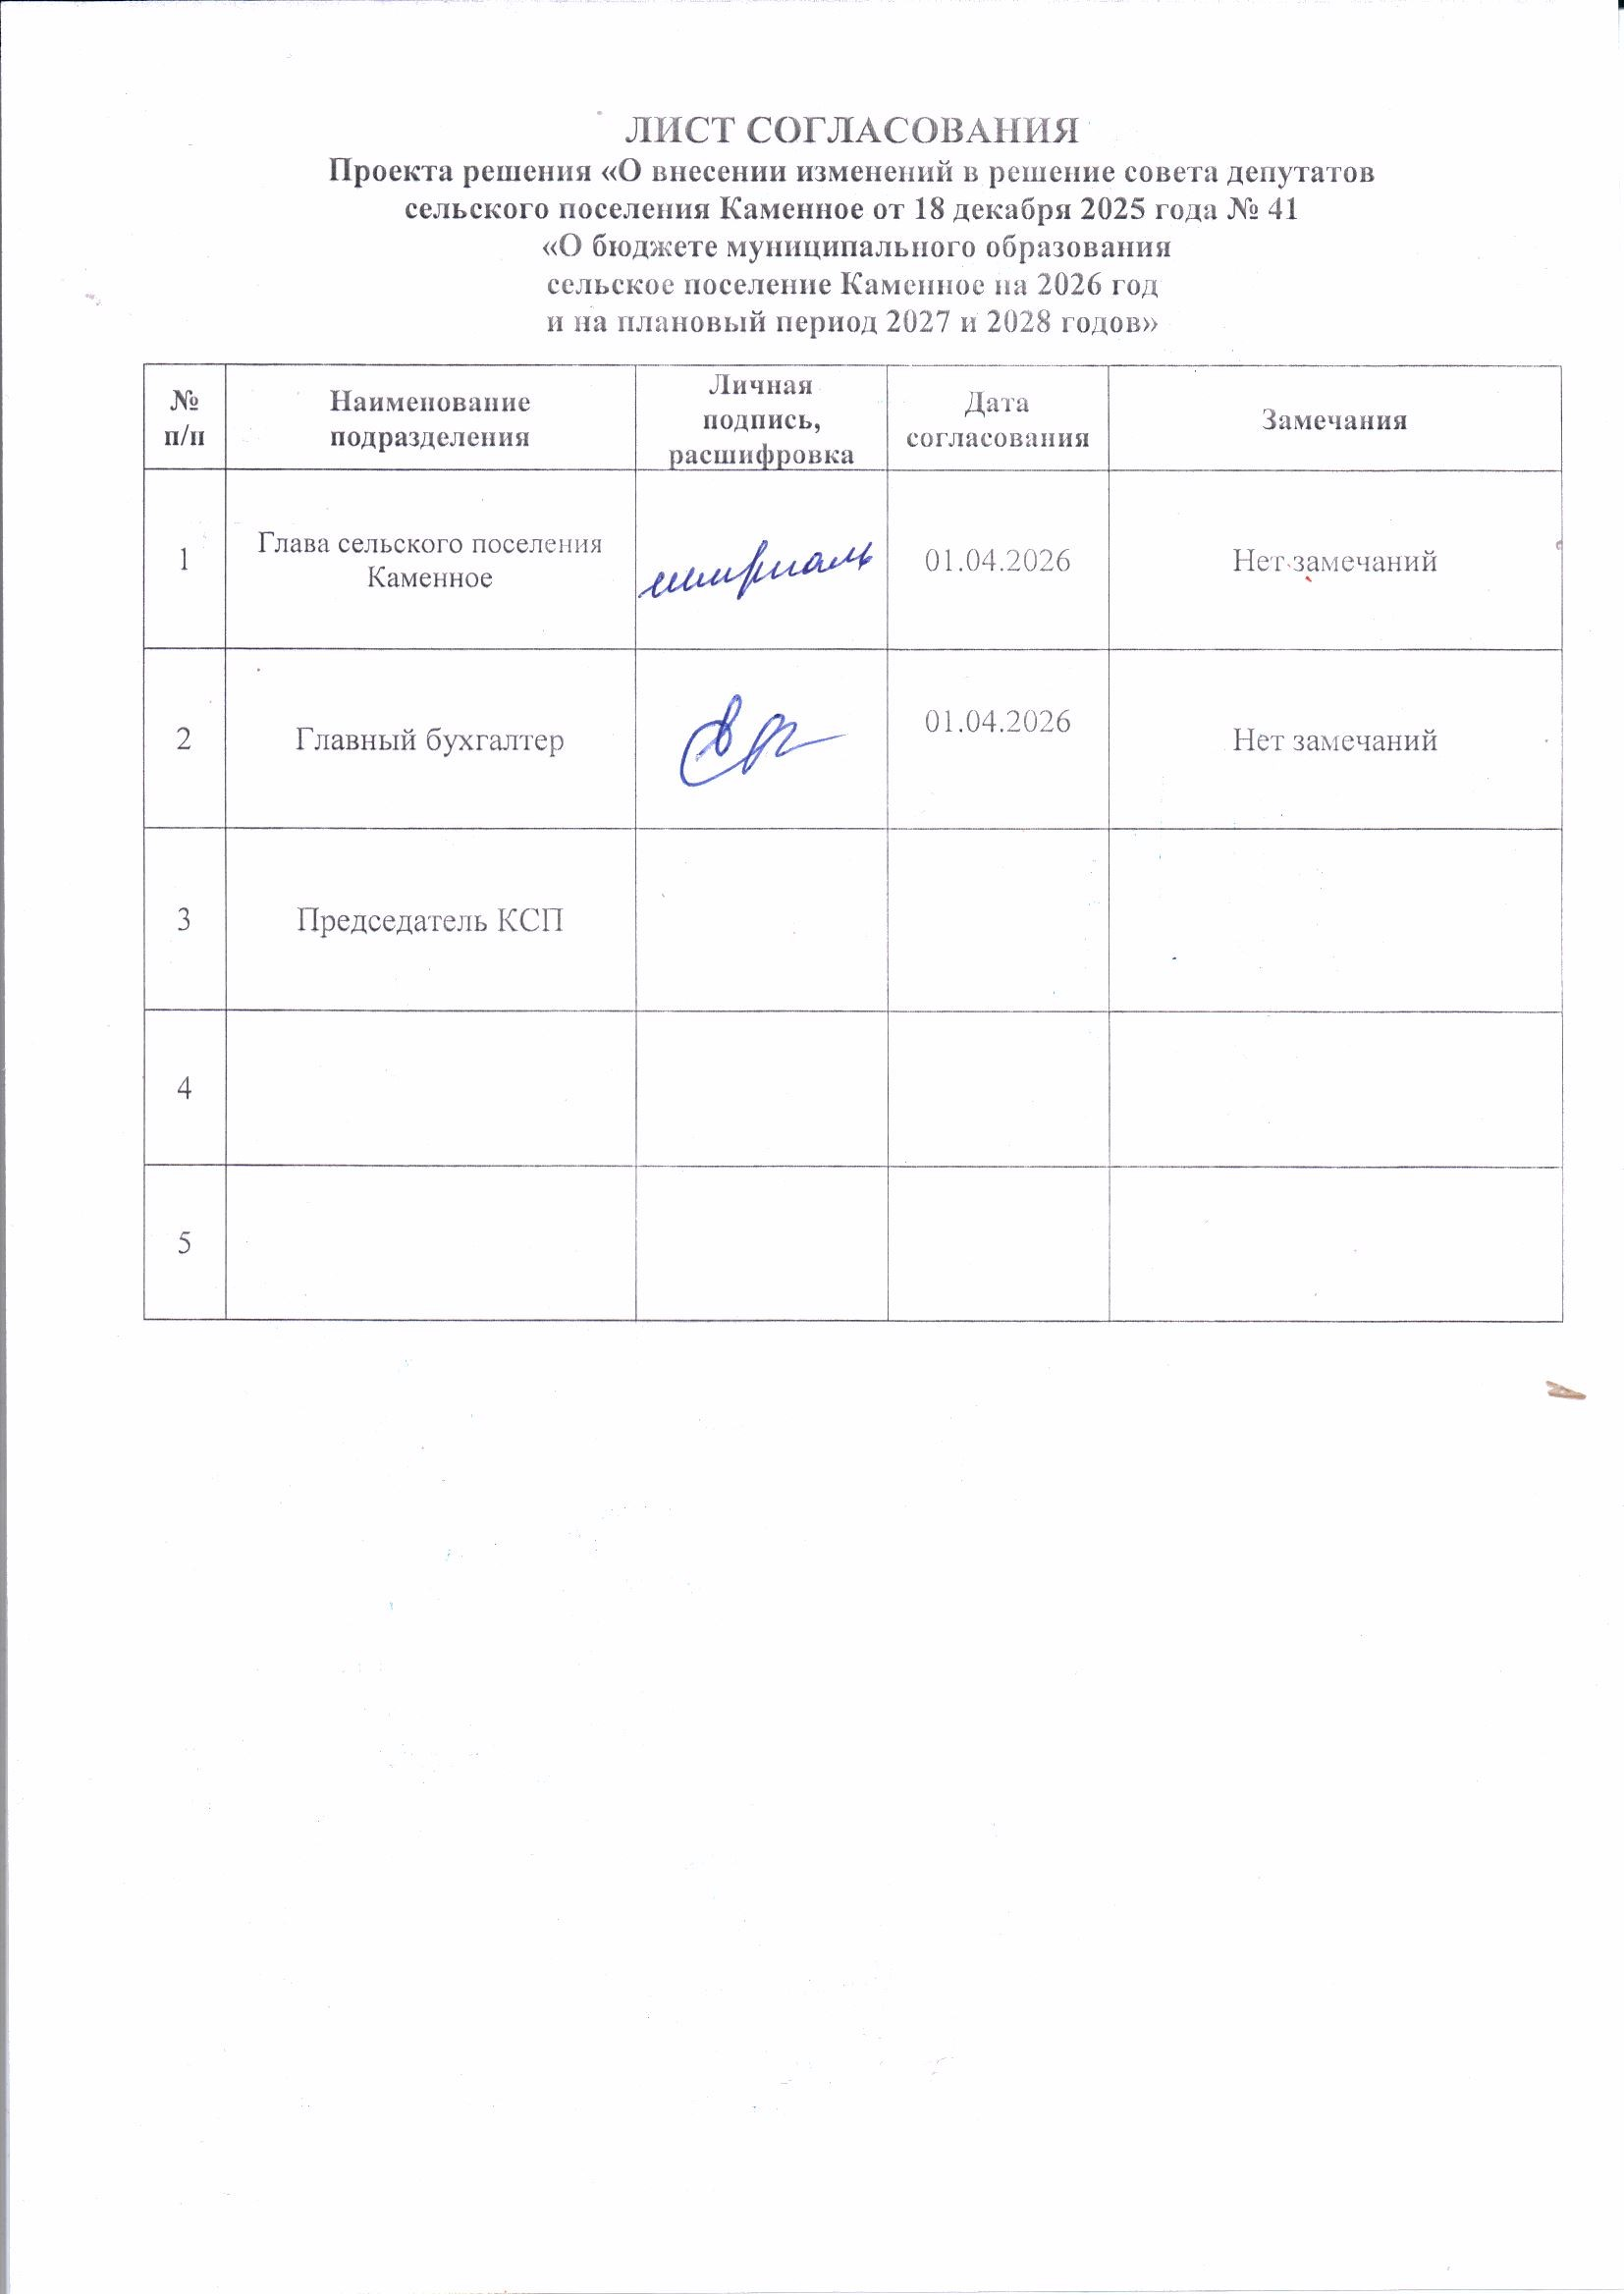 ЛИСТ СОГЛАСОВАНИЯ
Проекта решения «О внесении изменений в решение совета депутатов
сельского поселения Каменное от 18 декабря 2025 года № 41
«О бюджете муниципального образования
сельское поселение Каменное на 2026 год
и на плановый период 2027 и 2028 годов»
№
п/п
Наименование
подразделения
Личная
подпись,
расшифровка
Дата
согласования
Замечания
1
Глава сельского поселения
Каменное
01.04.2026
Нет замечаний
2
Главный бухгалтер
01.04.2026
Нет замечаний
3
Председатель КСП
4
5